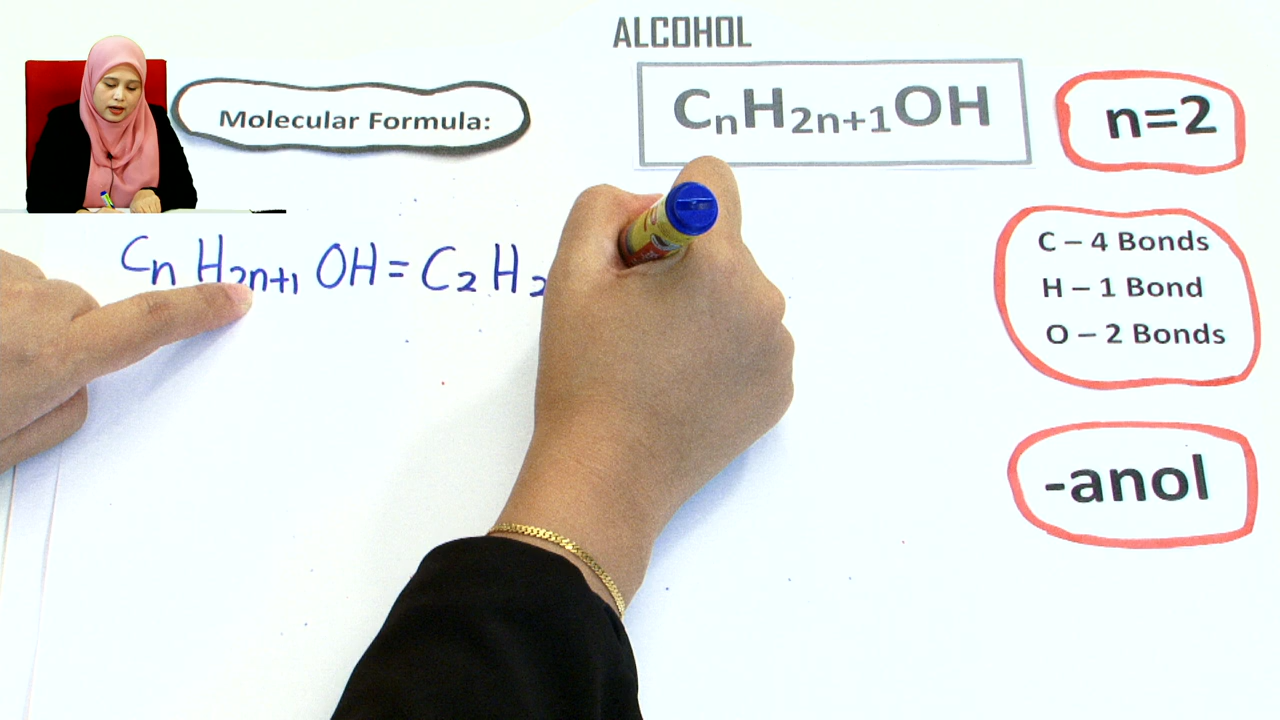 ALCOHOL
Molecular Formula:
CₙH₂ₙ₊₁OH
n=2
Cₙ H₂ₙ₊₁ OH = C₂ H₂
C – 4 Bonds
H – 1 Bond
O – 2 Bonds
-anol